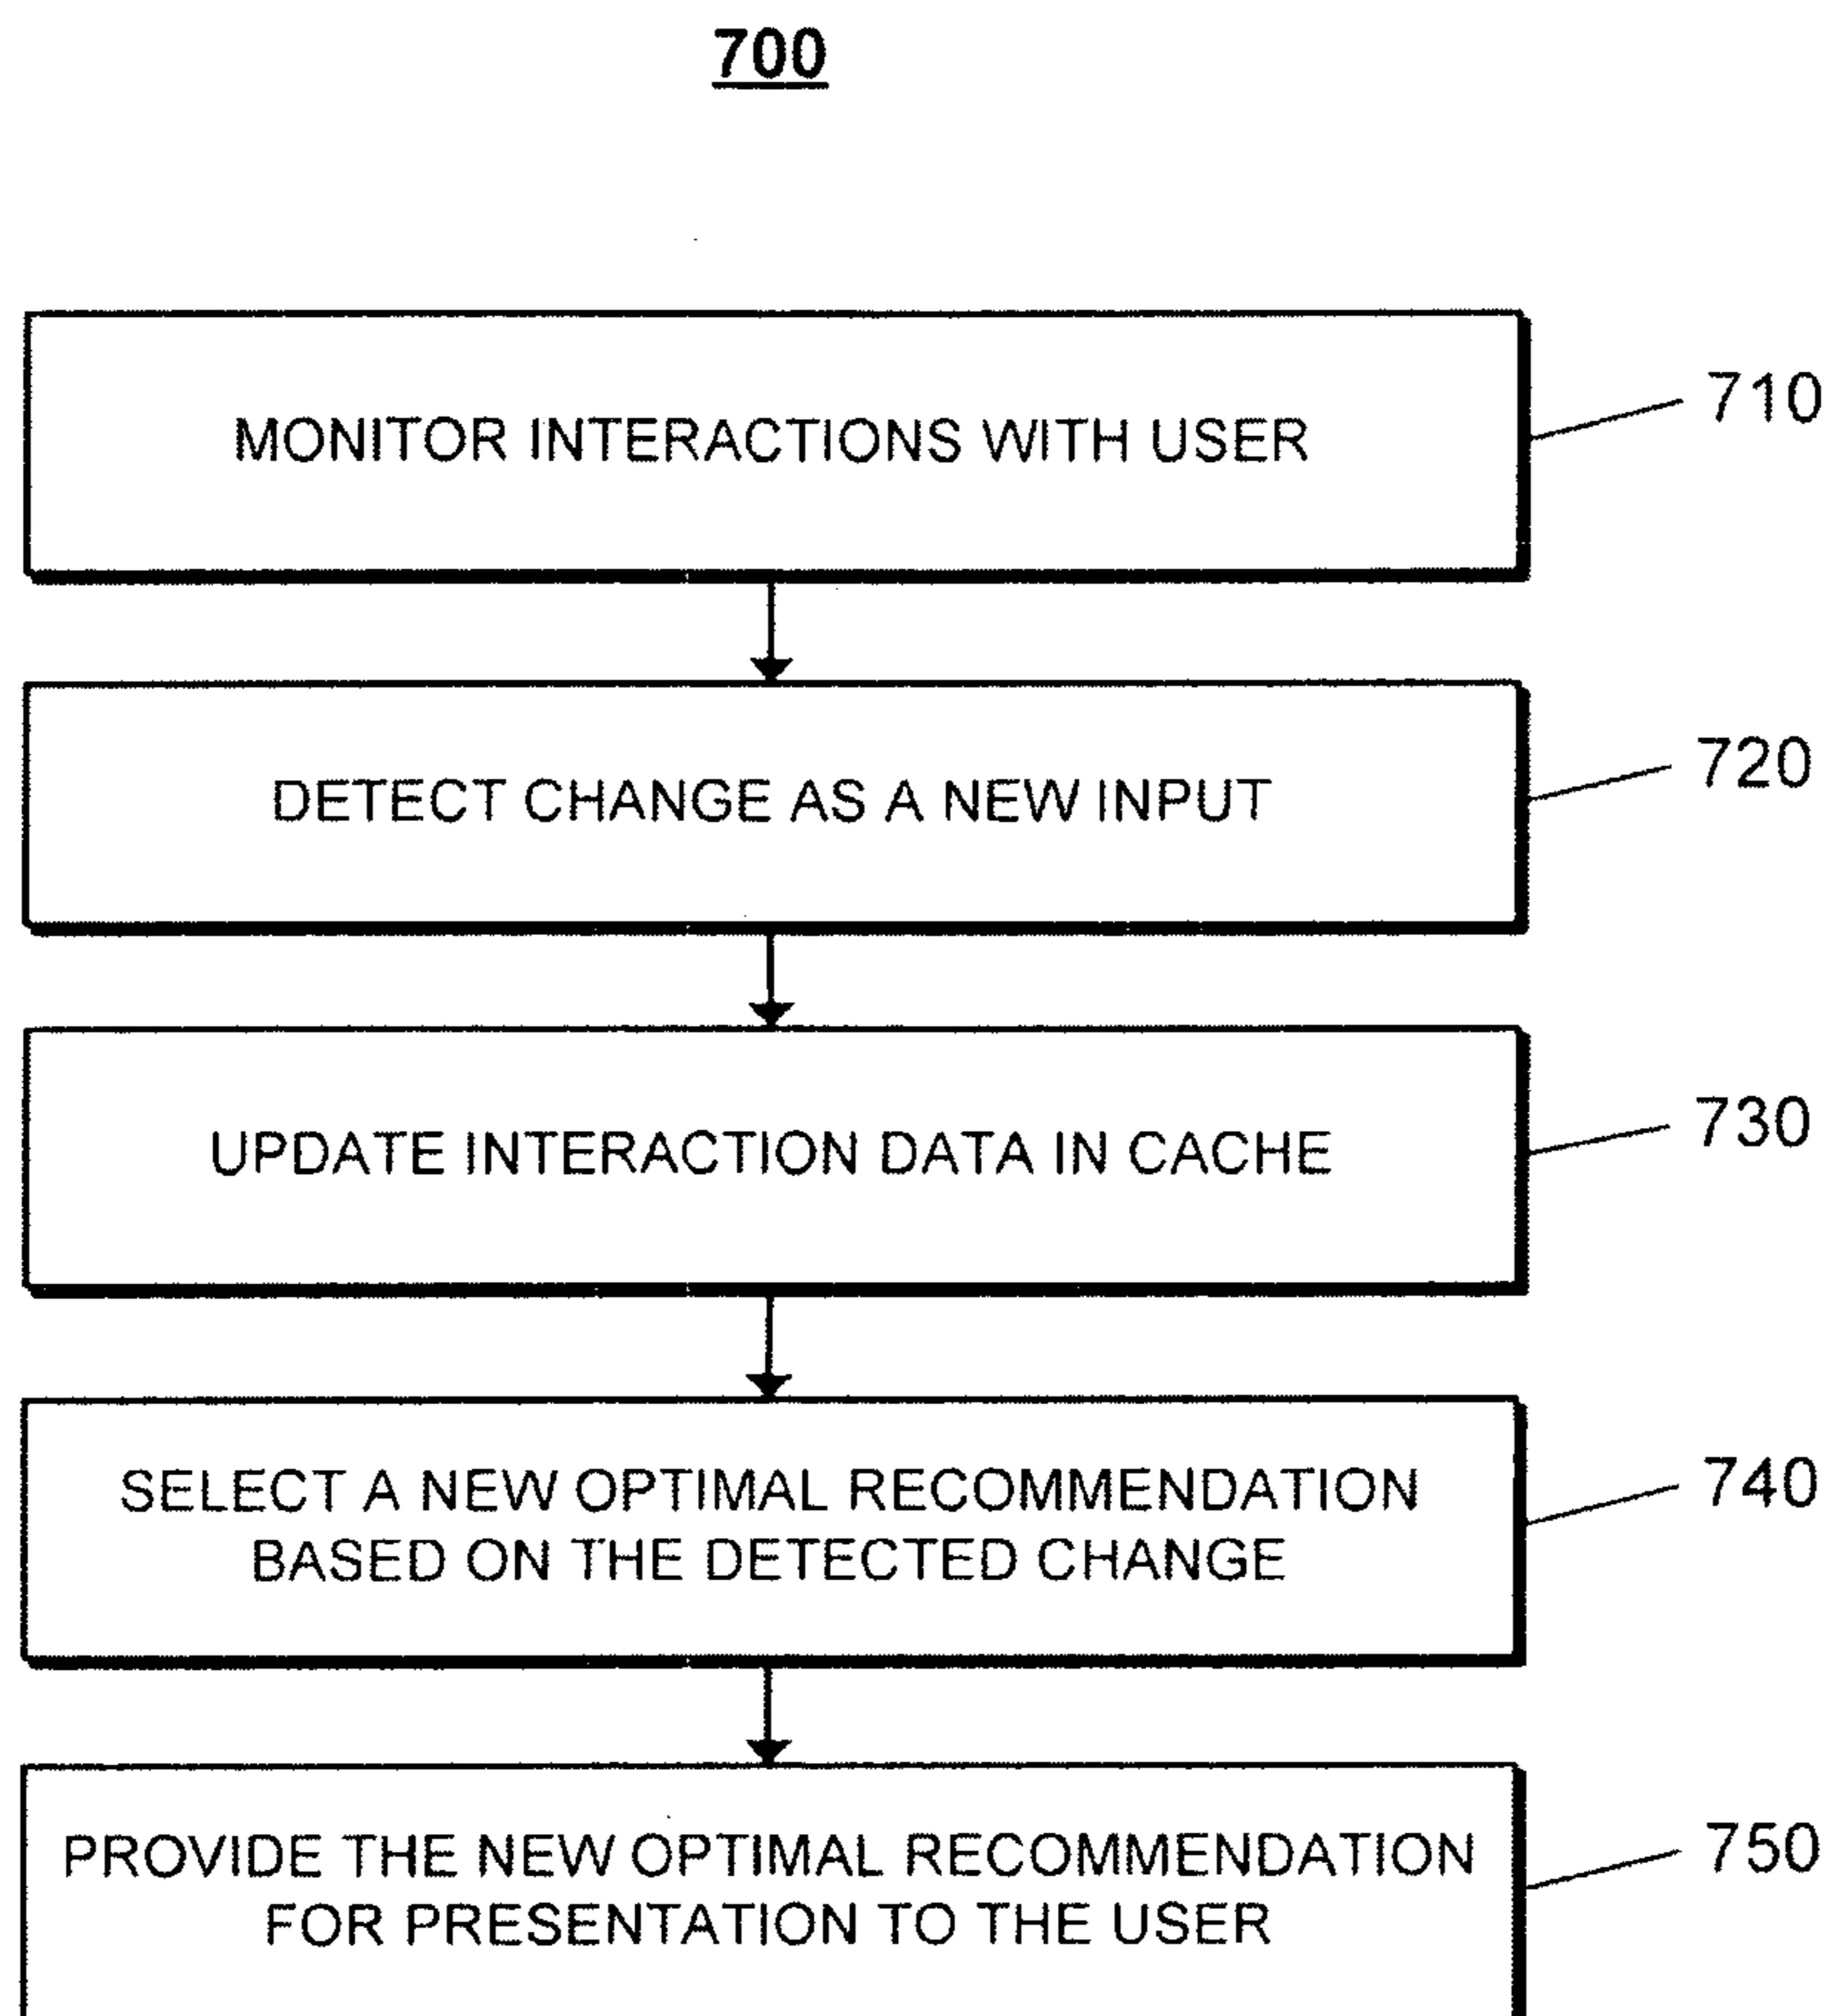 700
MONITOR INTERACTIONS WITH USER
710
DETECT CHANGE AS A NEW INPUT
720
UPDATE INTERACTION DATA IN CACHE
730
SELECT A NEW OPTIMAL RECOMMENDATION
BASED ON THE DETECTED CHANGE
740
PROVIDE THE NEW OPTIMAL RECOMMENDATION
FOR PRESENTATION TO THE USER
750